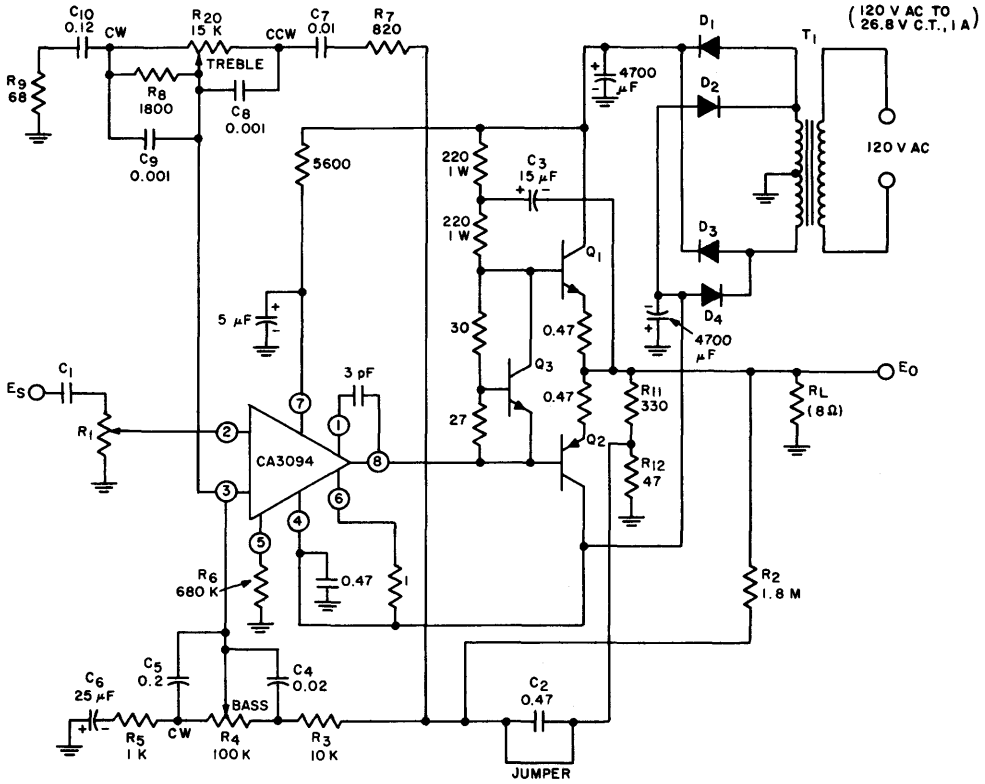 C10
0.12
CW
R20
15 K
CCW
C7
0.01
R7
820
TREBLE
R9
68
R8
1800
C8
0.001
C9
0.001
5600
220
1 W
C3
15 µF
+ −
220
1 W
+
−
4700
µF
D1
D2
D3
D4
T1
(120 V AC TO
26.8 V C.T., 1 A)
120 V AC
5 µF
+
−
30
Q1
0.47
Q3
27
0.47
Q2
−
+
4700
µF
3 pF
ES
C1
R1
2
7
1
8
CA3094
3
6
4
5
R11
330
R12
47
RL
(8Ω)
EO
R6
680 K
0.47
1
R2
1.8 M
C5
0.2
C4
0.02
C6
25 µF
+ −
R5
1 K
CW
BASS
R4
100K
R3
10K
C2
0.47
JUMPER